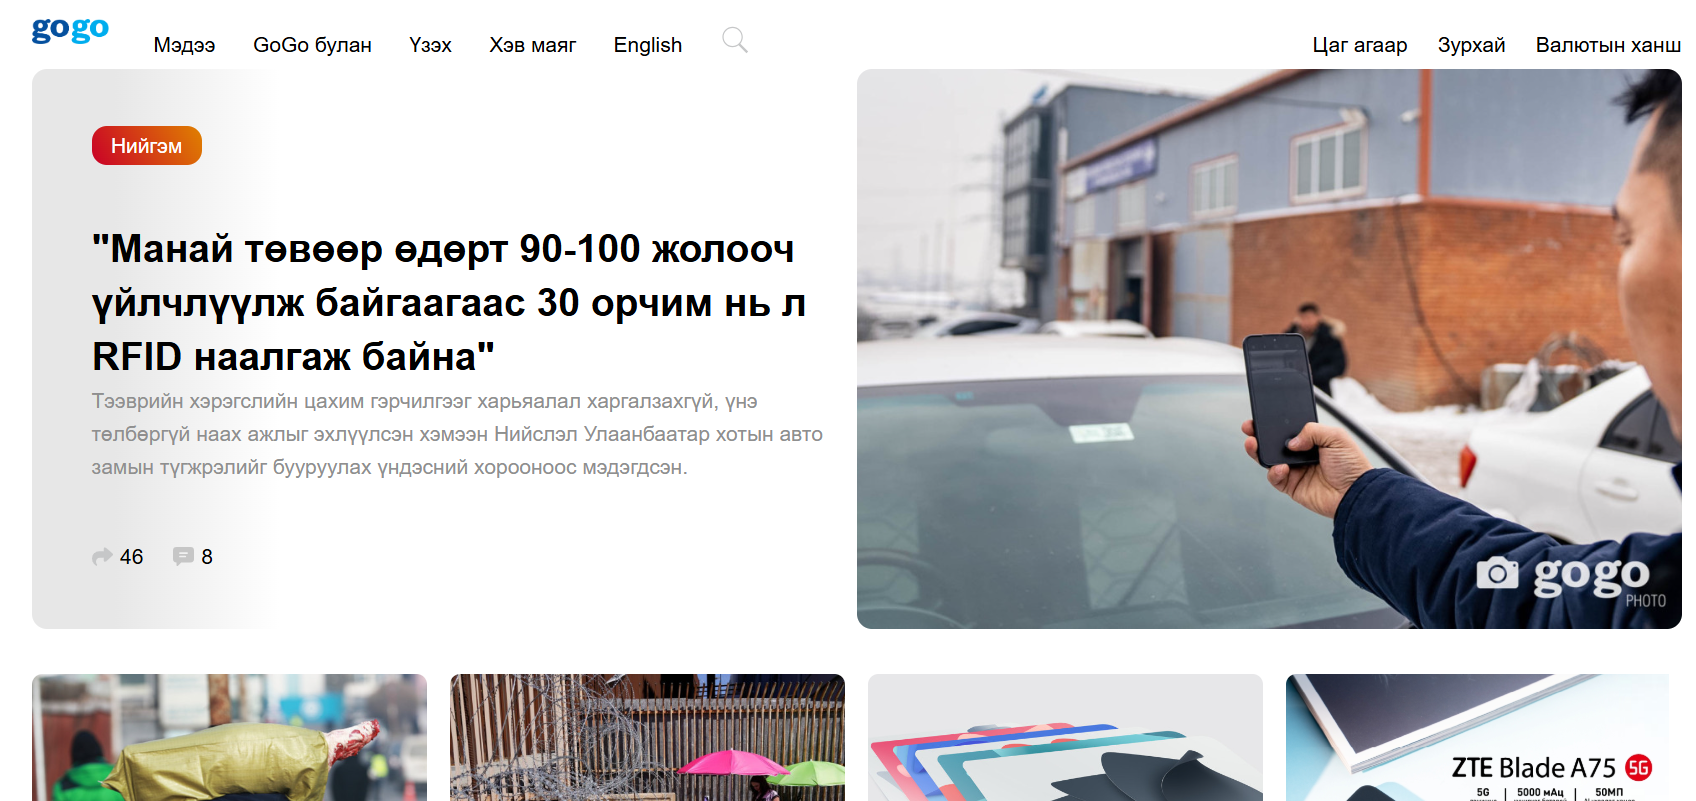 gogo
Мэдээ GoGo булан Үзэх Хэв маяг English
Цаг агаар Зурхай Валютын ханш
Нийгэм
"Манай төвөөр өдөрт 90-100 жолооч
үйлчлүүлж байгаагаас 30 орчим нь л
RFID наалгаж байна"
Тээврийн хэрэгслийн цахим гэрчилгээг харьяалал харгалзахгүй, үнэ
төлбөргүй наах ажлыг эхлүүлсэн хэмээн Нийслэл Улаанбаатар хотын авто
замын түгжрэлийг бууруулах үндэсний хорооноос мэдэгдсэн.
46 8
gogo
PHOTO
ZTE Blade A75 5G
5G | 5000 мАц | 50МП